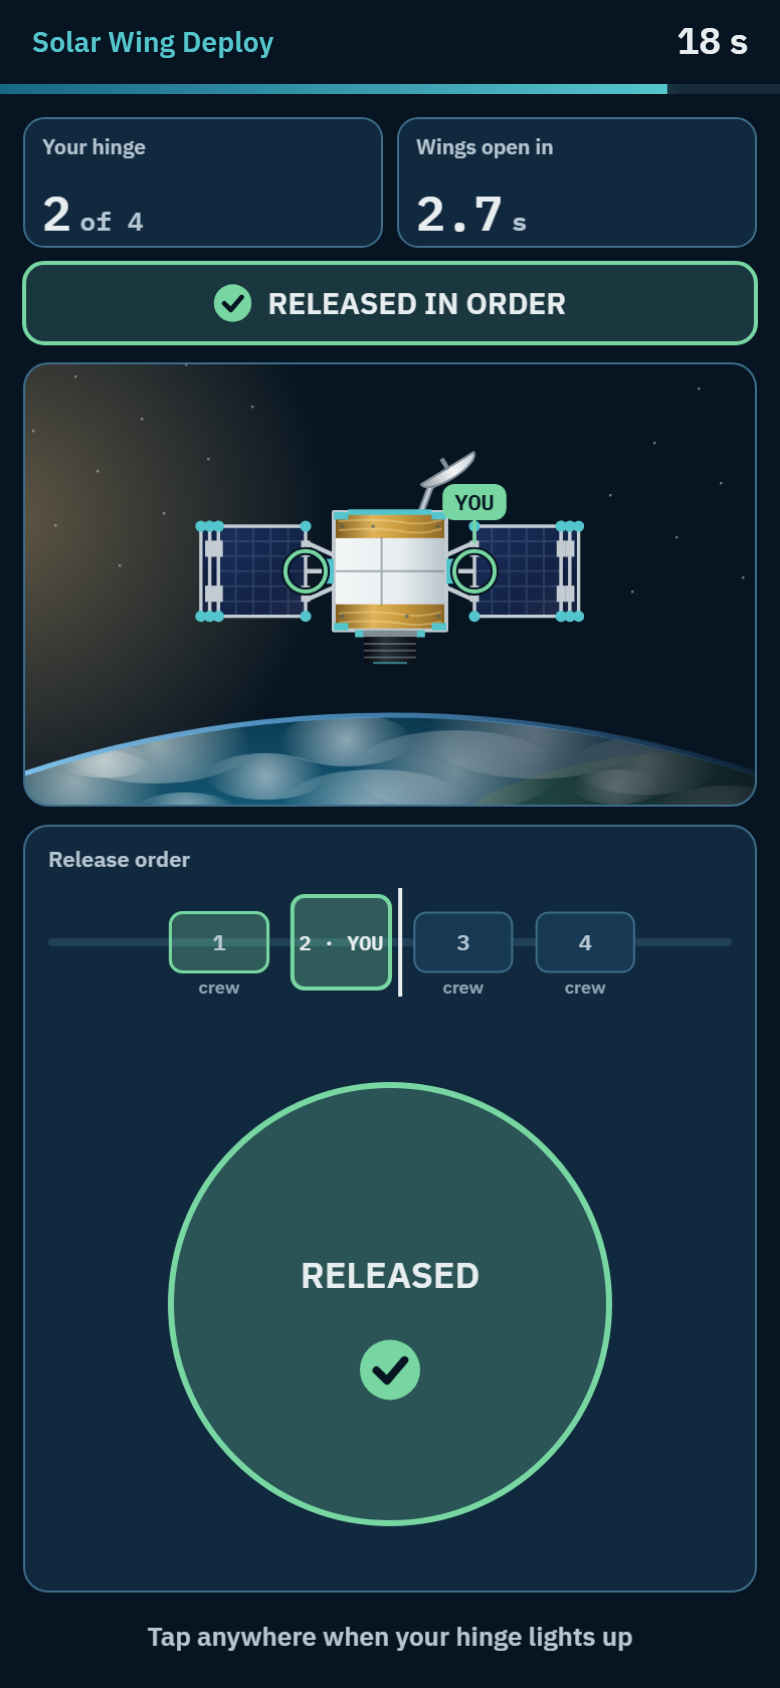 Solar Wing Deploy
18 s
Your hinge
2 of 4
Wings open in
2.7 s
RELEASED IN ORDER
YOU
Release order
1
2 · YOU
3
4
crew
crew
crew
RELEASED
Tap anywhere when your hinge lights up